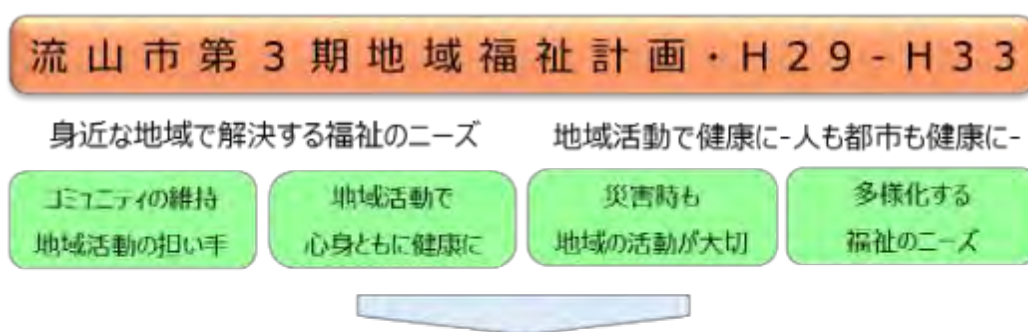 流山市第3期地域福祉計画・H29-H33
身近な地域で解決する福祉のニーズ
地域活動で健康に-人も都市も健康に-
コミュニティの維持
地域活動の担い手
地域活動で
心身ともに健康に
災害時も
地域の活動が大切
多様化する
福祉のニーズ